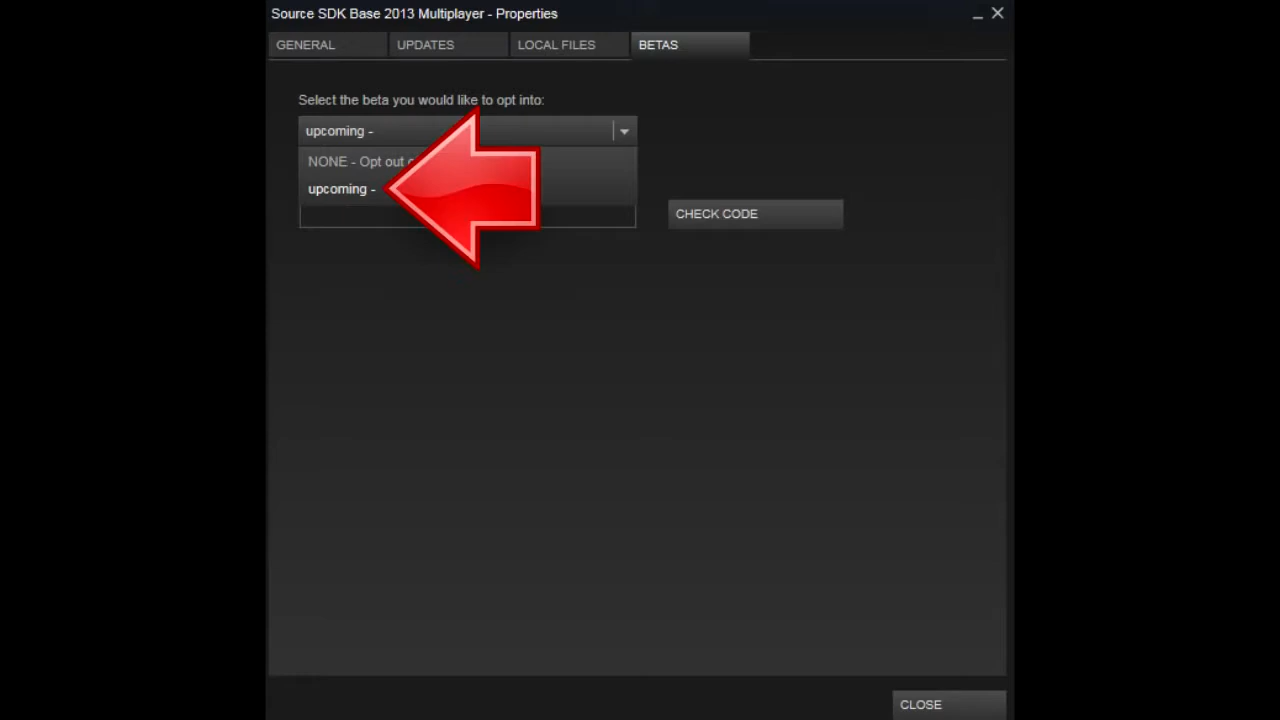 Source SDK Base 2013 Multiplayer - Properties
GENERAL UPDATES LOCAL FILES BETAS
Select the beta you would like to opt into:
upcoming -
NONE - Opt out
upcoming -
CHECK CODE
CLOSE